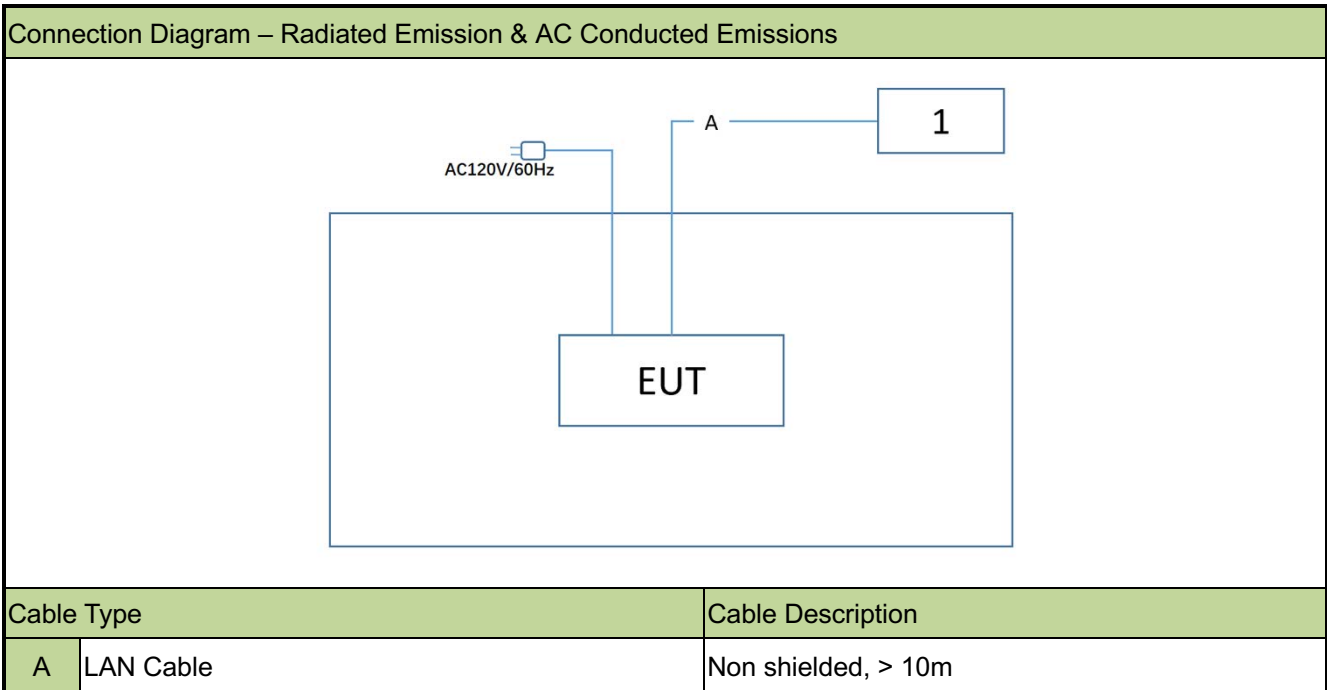 Connection Diagram – Radiated Emission & AC Conducted Emissions
A
1
AC120V/60Hz
EUT
Cable Type Cable Description
A LAN Cable Non shielded, > 10m